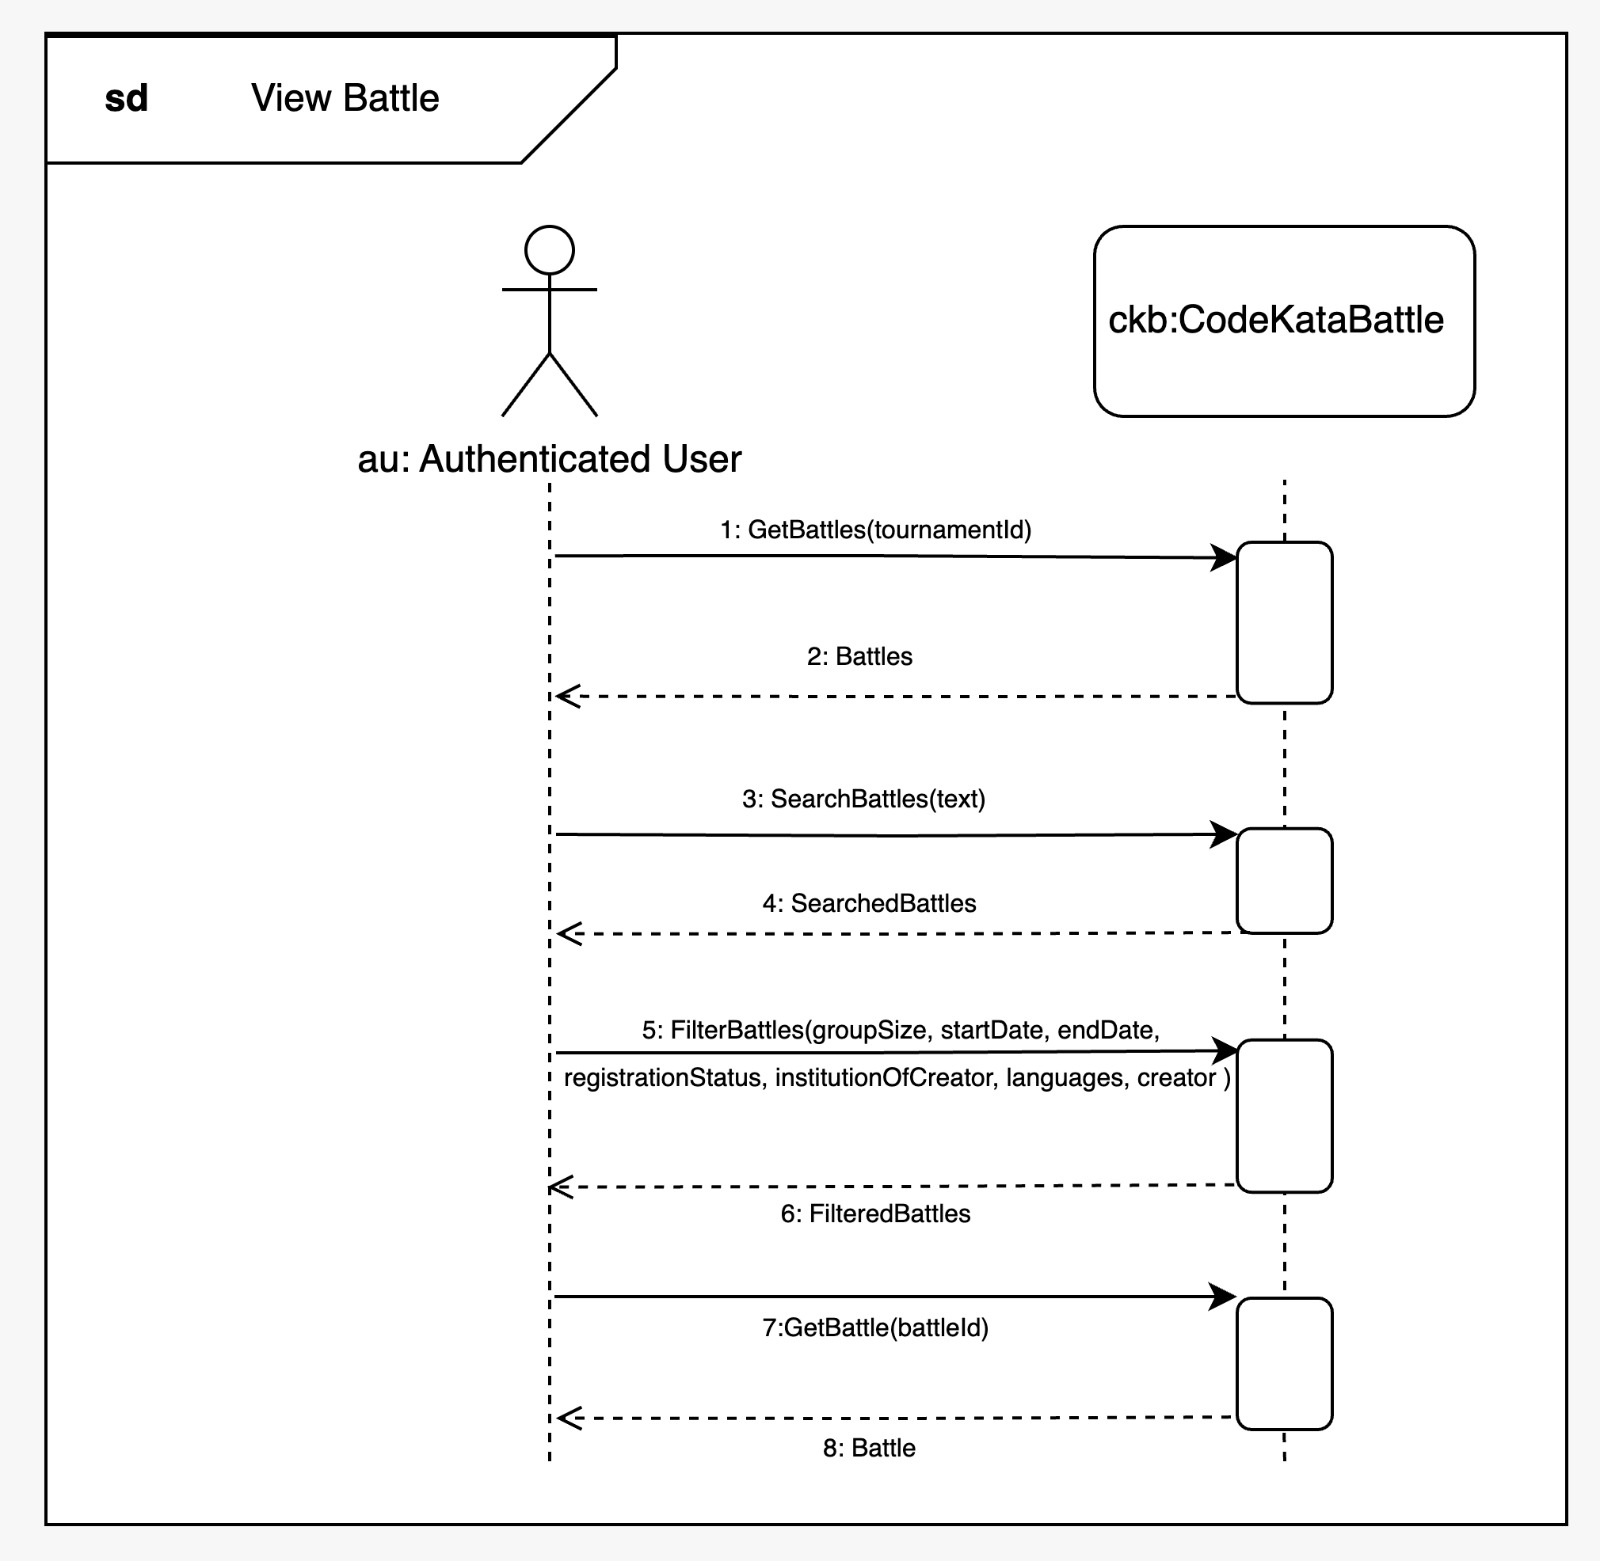 sd View Battle
ckb:CodeKataBattle
au: Authenticated User
1: GetBattles(tournamentId)
2: Battles
3: SearchBattles(text)
4: SearchedBattles
5: FilterBattles(groupSize, startDate, endDate,
registrationStatus, institutionOfCreator, languages, creator )
6: FilteredBattles
7:GetBattle(battleId)
8: Battle